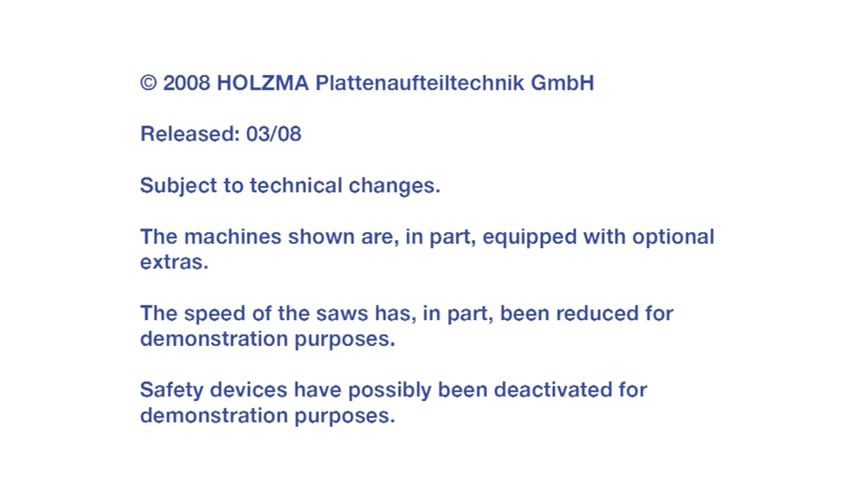 © 2008 HOLZMA Plattenaufteiltechnik GmbH
Released: 03/08
Subject to technical changes.
The machines shown are, in part, equipped with optional
extras.
The speed of the saws has, in part, been reduced for
demonstration purposes.
Safety devices have possibly been deactivated for
demonstration purposes.